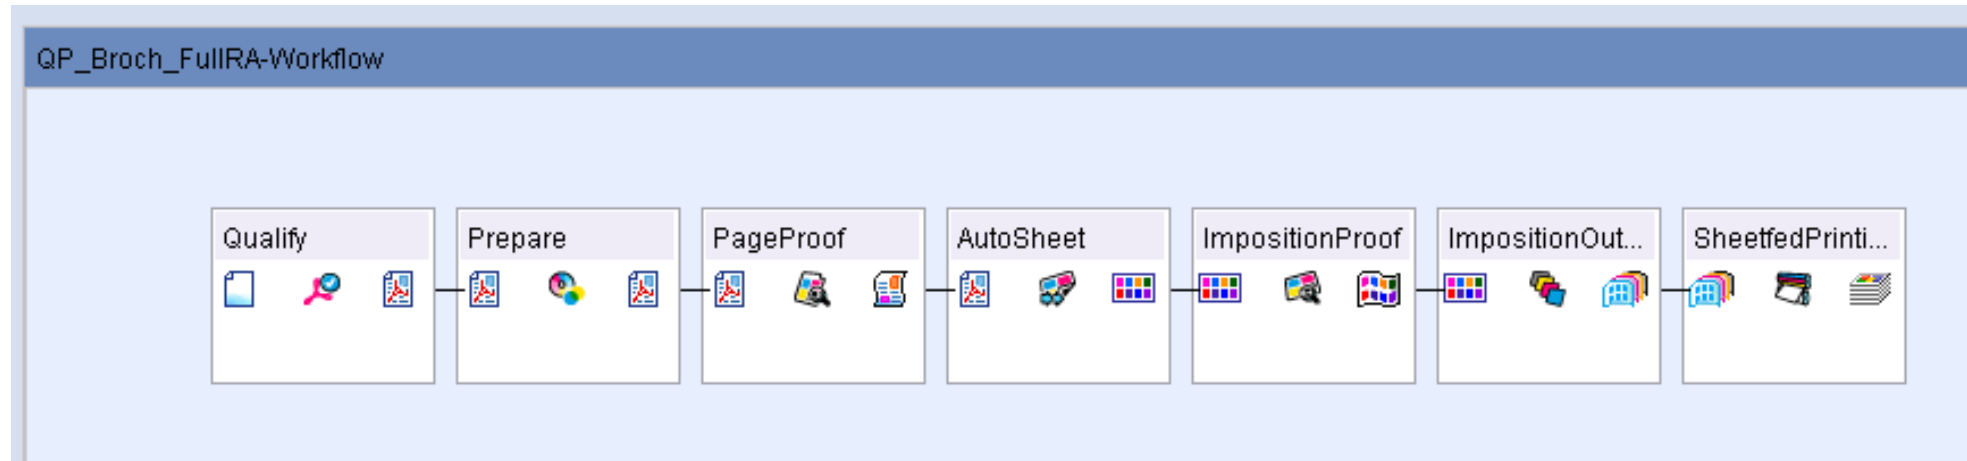 QP_Broch_FullRA-Workflow
Qualify
Prepare
PageProof
AutoSheet
ImpositionProof
ImpositionOut...
SheetfedPrinti...